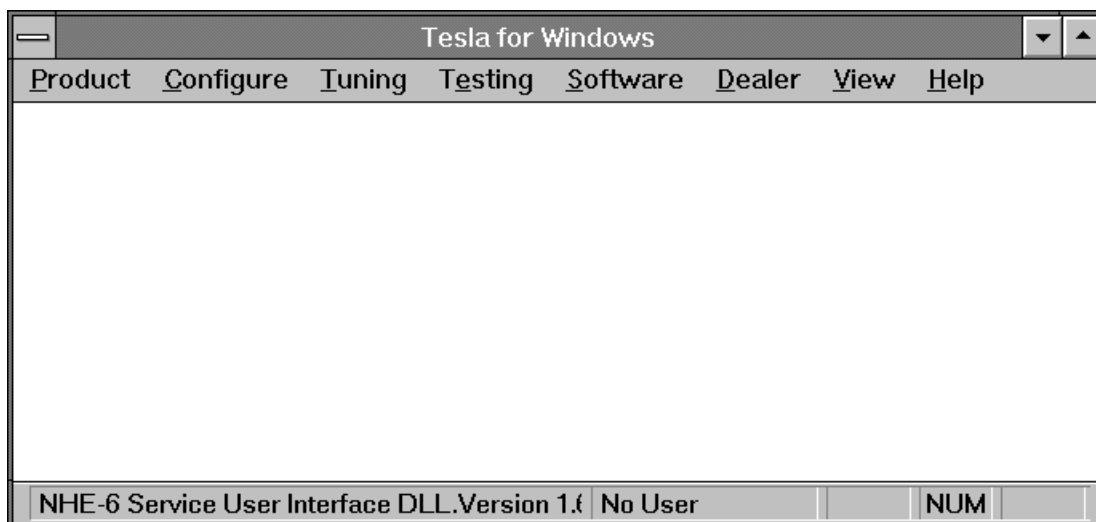 Tesla for Windows
Product Configure Tuning Testing Software Dealer View Help
NHE-6 Service User Interface DLL.Version 1. No User NUM